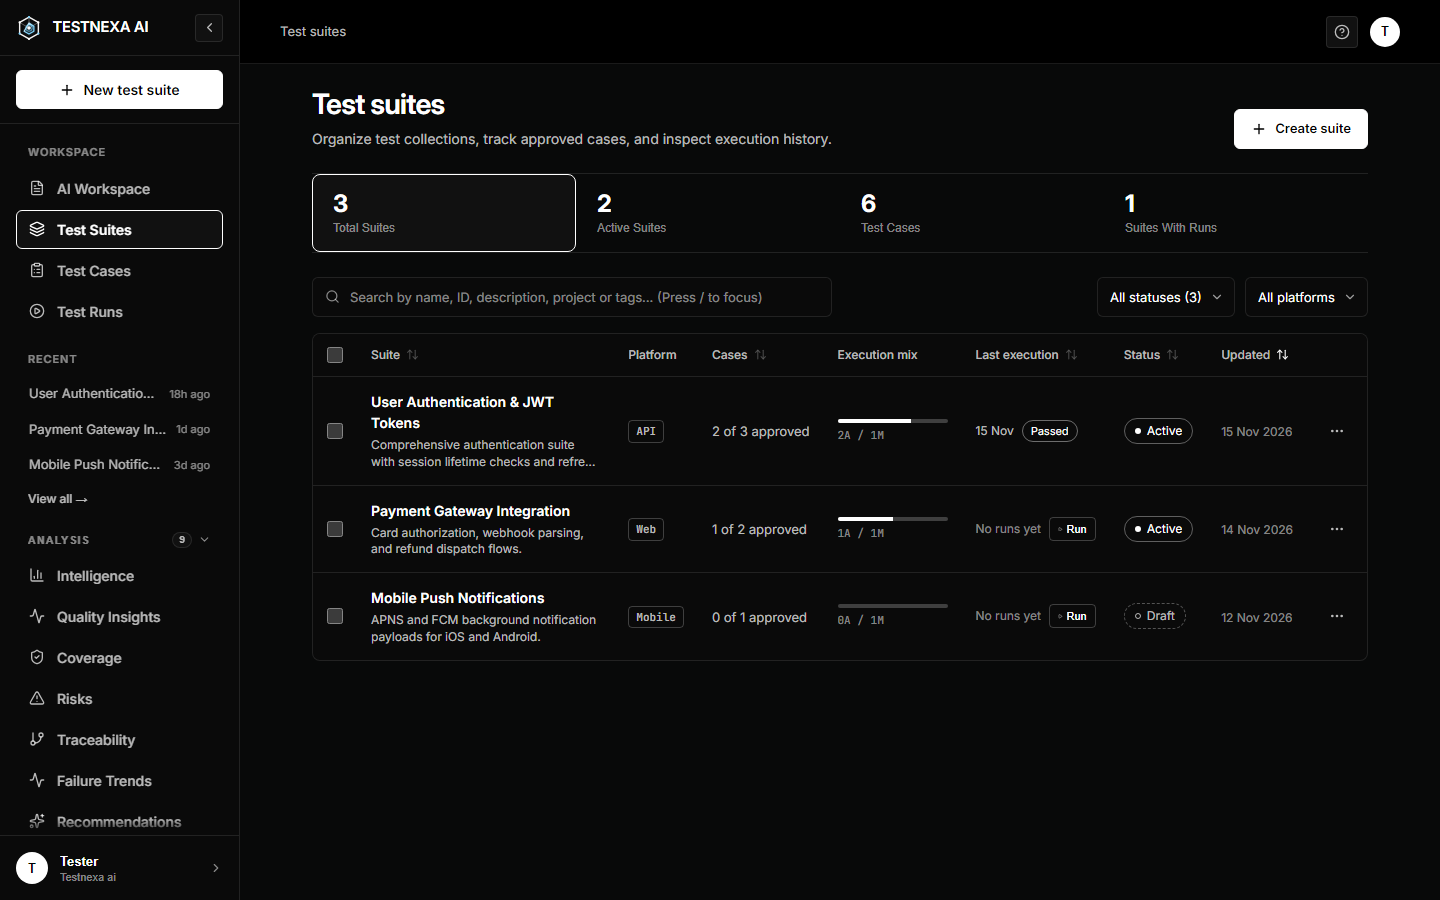 TESTNEXA AI
New test suite
WORKSPACE
AI Workspace
Test Suites
Test Cases
Test Runs
RECENT
User Authenticatio... 18h ago
Payment Gateway In... 1d ago
Mobile Push Notific... 3d ago
View all →
ANALYSIS 9
Intelligence
Quality Insights
Coverage
Risks
Traceability
Failure Trends
Recommendations
T
Tester
Testnexa ai
Test suites
T
Test suites
Organize test collections, track approved cases, and inspect execution history.
Create suite
3
Total Suites
2
Active Suites
6
Test Cases
1
Suites With Runs
Search by name, ID, description, project or tags... (Press / to focus)
All statuses (3)
All platforms
Suite Platform Cases Execution mix Last execution Status Updated
User Authentication & JWT
Tokens
Comprehensive authentication suite
with session lifetime checks and refre...
API
2 of 3 approved
2A / 1M
15 Nov Passed
Active
15 Nov 2026
Payment Gateway Integration
Card authorization, webhook parsing,
and refund dispatch flows.
Web
1 of 2 approved
1A / 1M
No runs yet Run
Active
14 Nov 2026
Mobile Push Notifications
APNS and FCM background notification
payloads for iOS and Android.
Mobile
0 of 1 approved
0A / 1M
No runs yet Run
Draft
12 Nov 2026